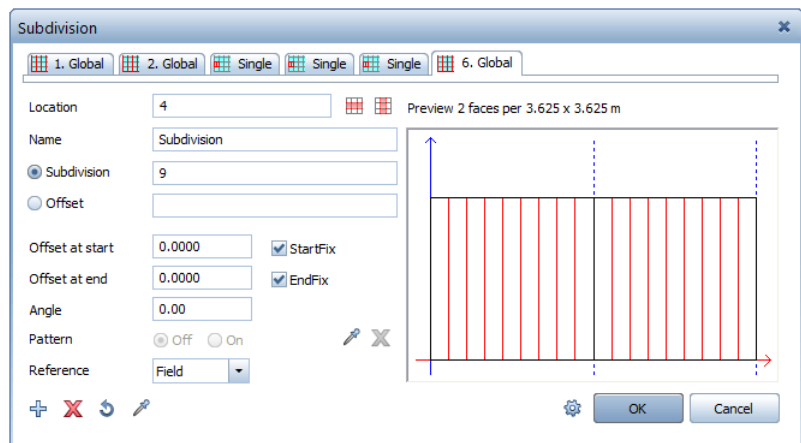 Subdivision
1. Global 2. Global Single Single Single 6. Global
Location 4 Preview 2 faces per 3.625 x 3.625 m
Name Subdivision
Subdivision 9
Offset
Offset at start 0.0000 StartFix
Offset at end 0.0000 EndFix
Angle 0.00
Pattern Off On
Reference Field
OK Cancel